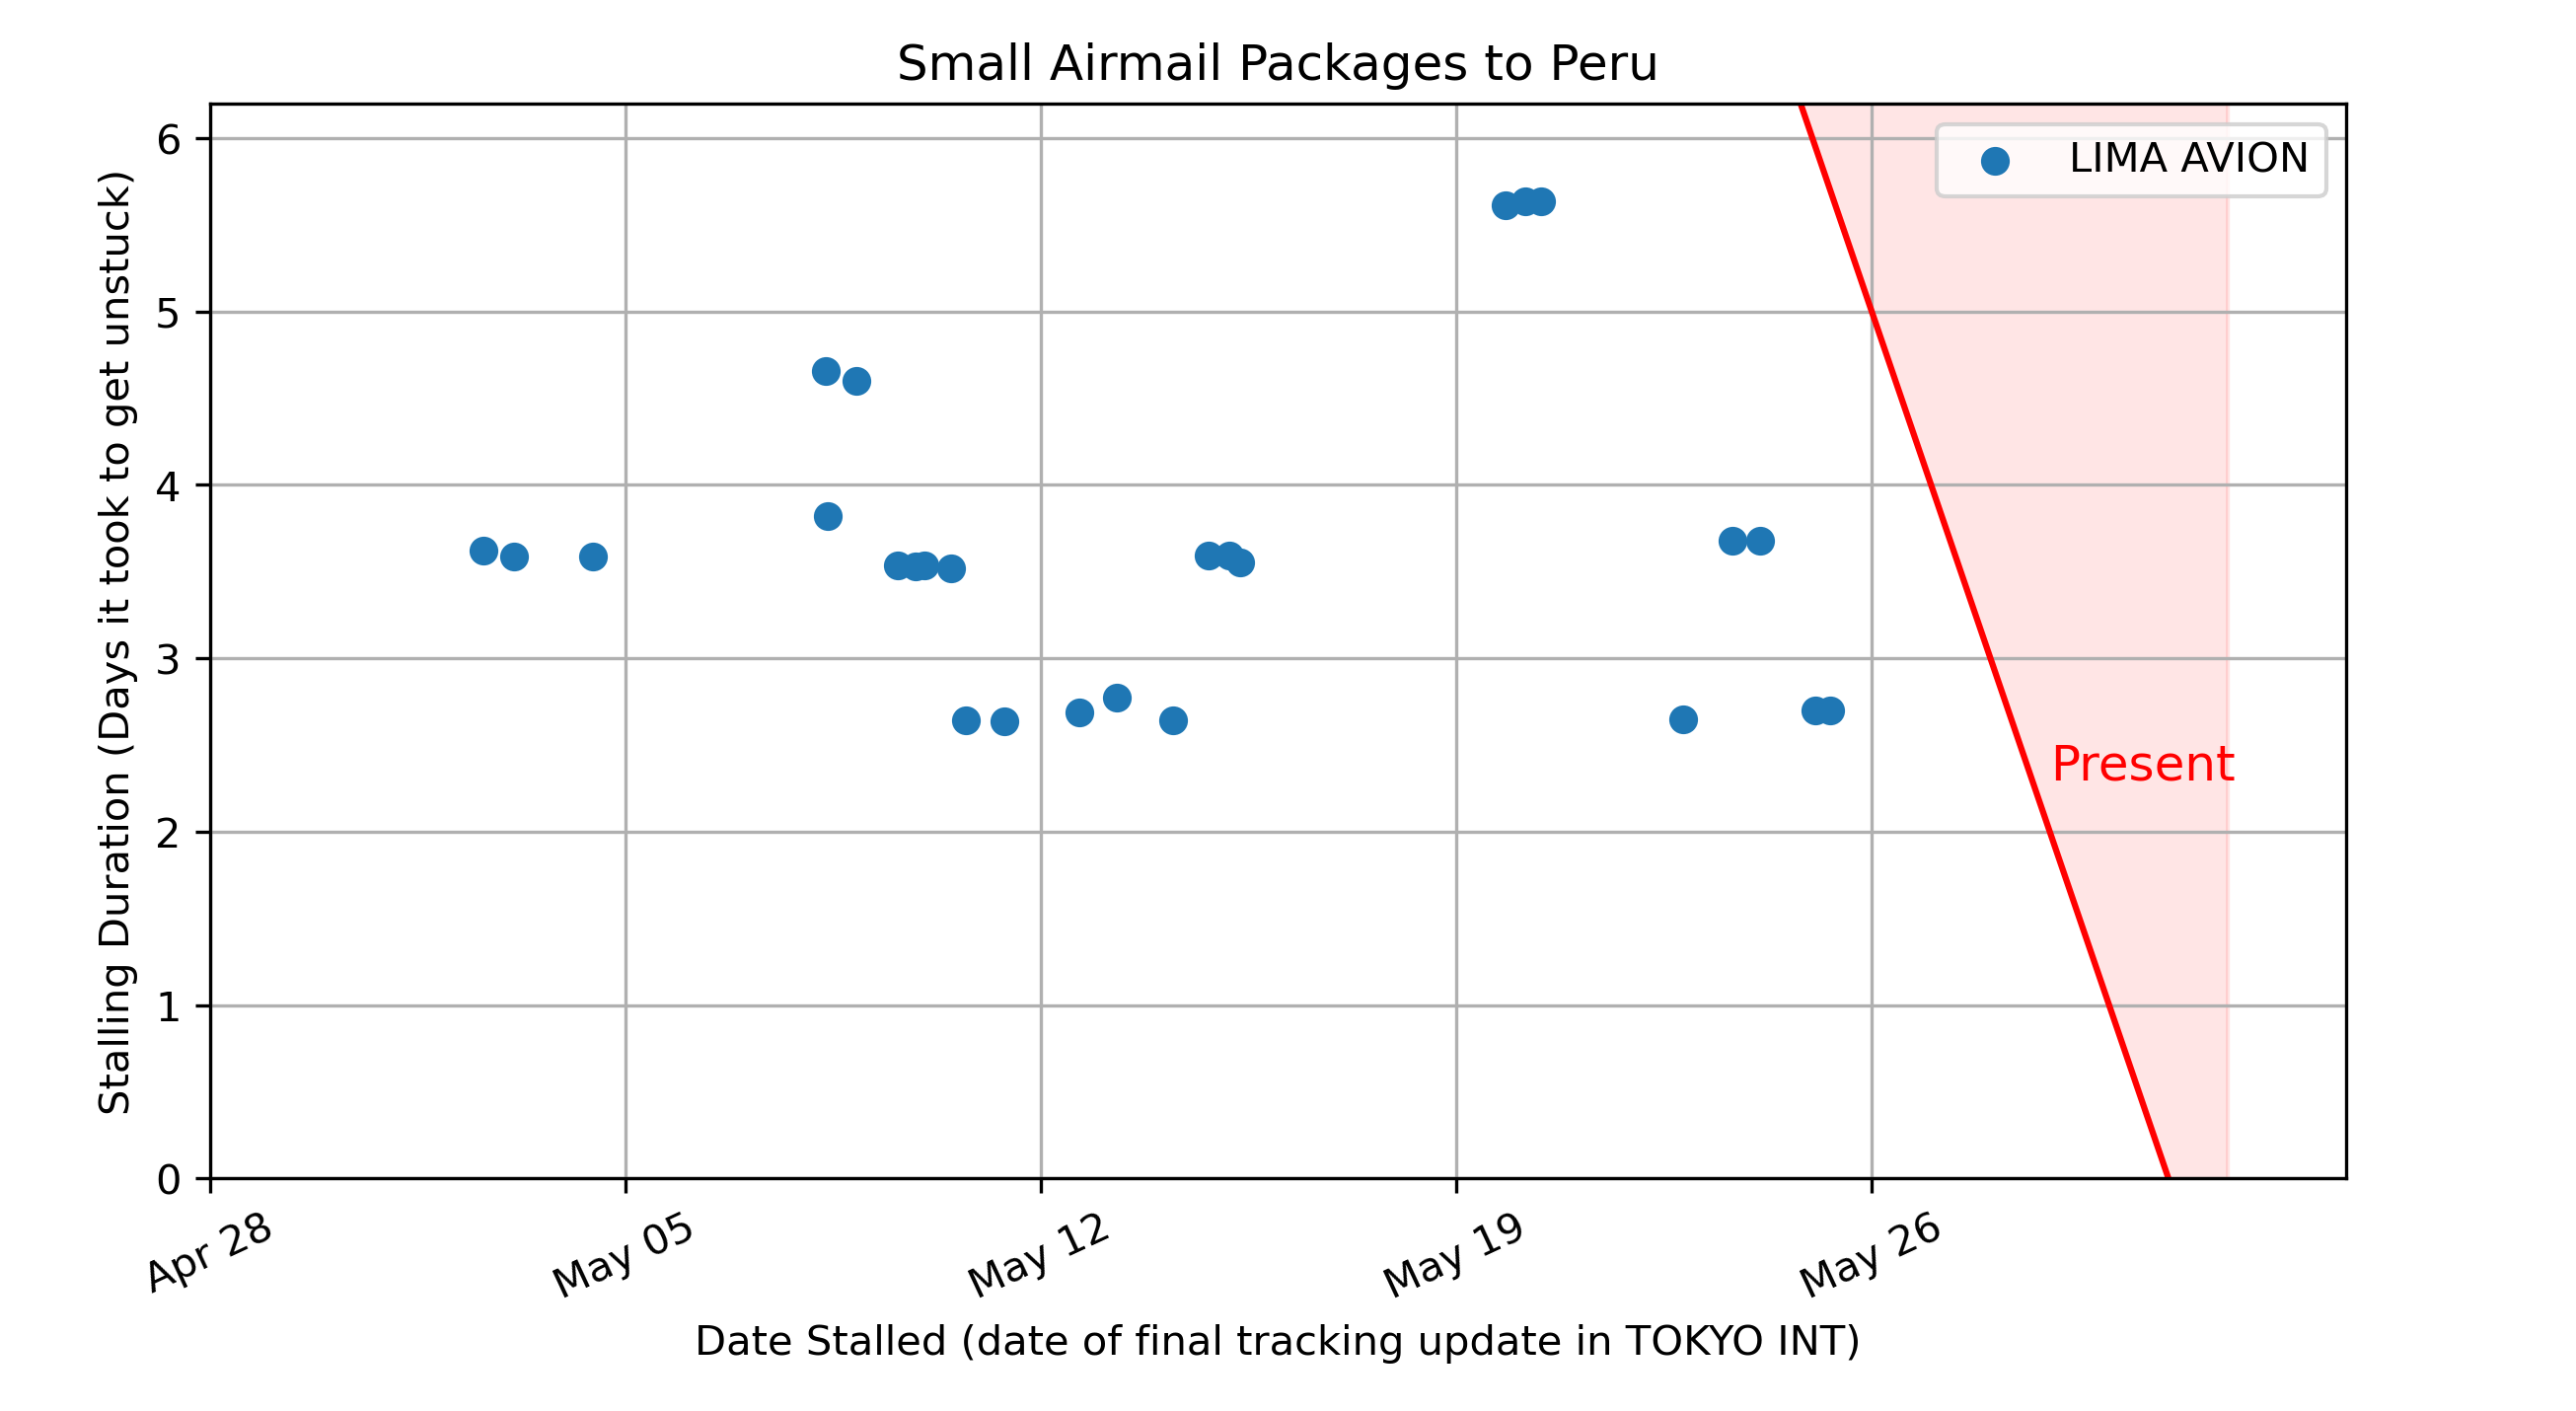 Small Airmail Packages to Peru
LIMA AVION
Stalling Duration (Days it took to get unstuck)
6
5
4
3
2
1
0
Present
Apr 28
May 05
May 12
May 19
May 26
Date Stalled (date of final tracking update in TOKYO INT)